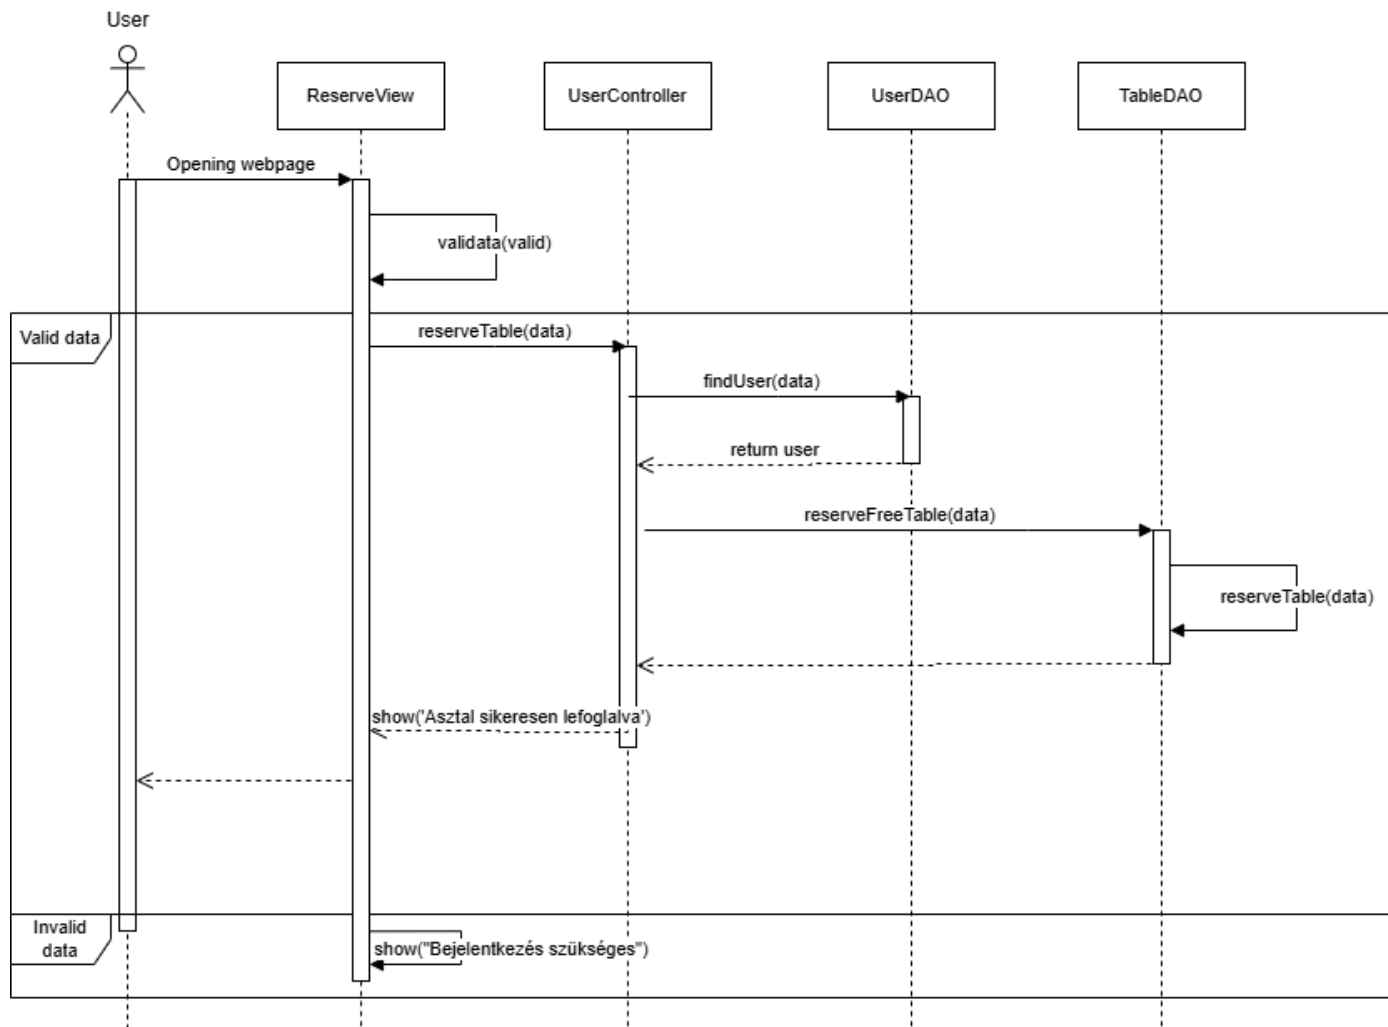 User
ReserveView
UserController
UserDAO
TableDAO
Opening webpage
validata(valid)
Valid data
reserveTable(data)
findUser(data)
return user
reserveFreeTable(data)
reserveTable(data)
show('Asztal sikeresen lefoglalva')
Invalid
data
show("Bejelentkezés szükséges")